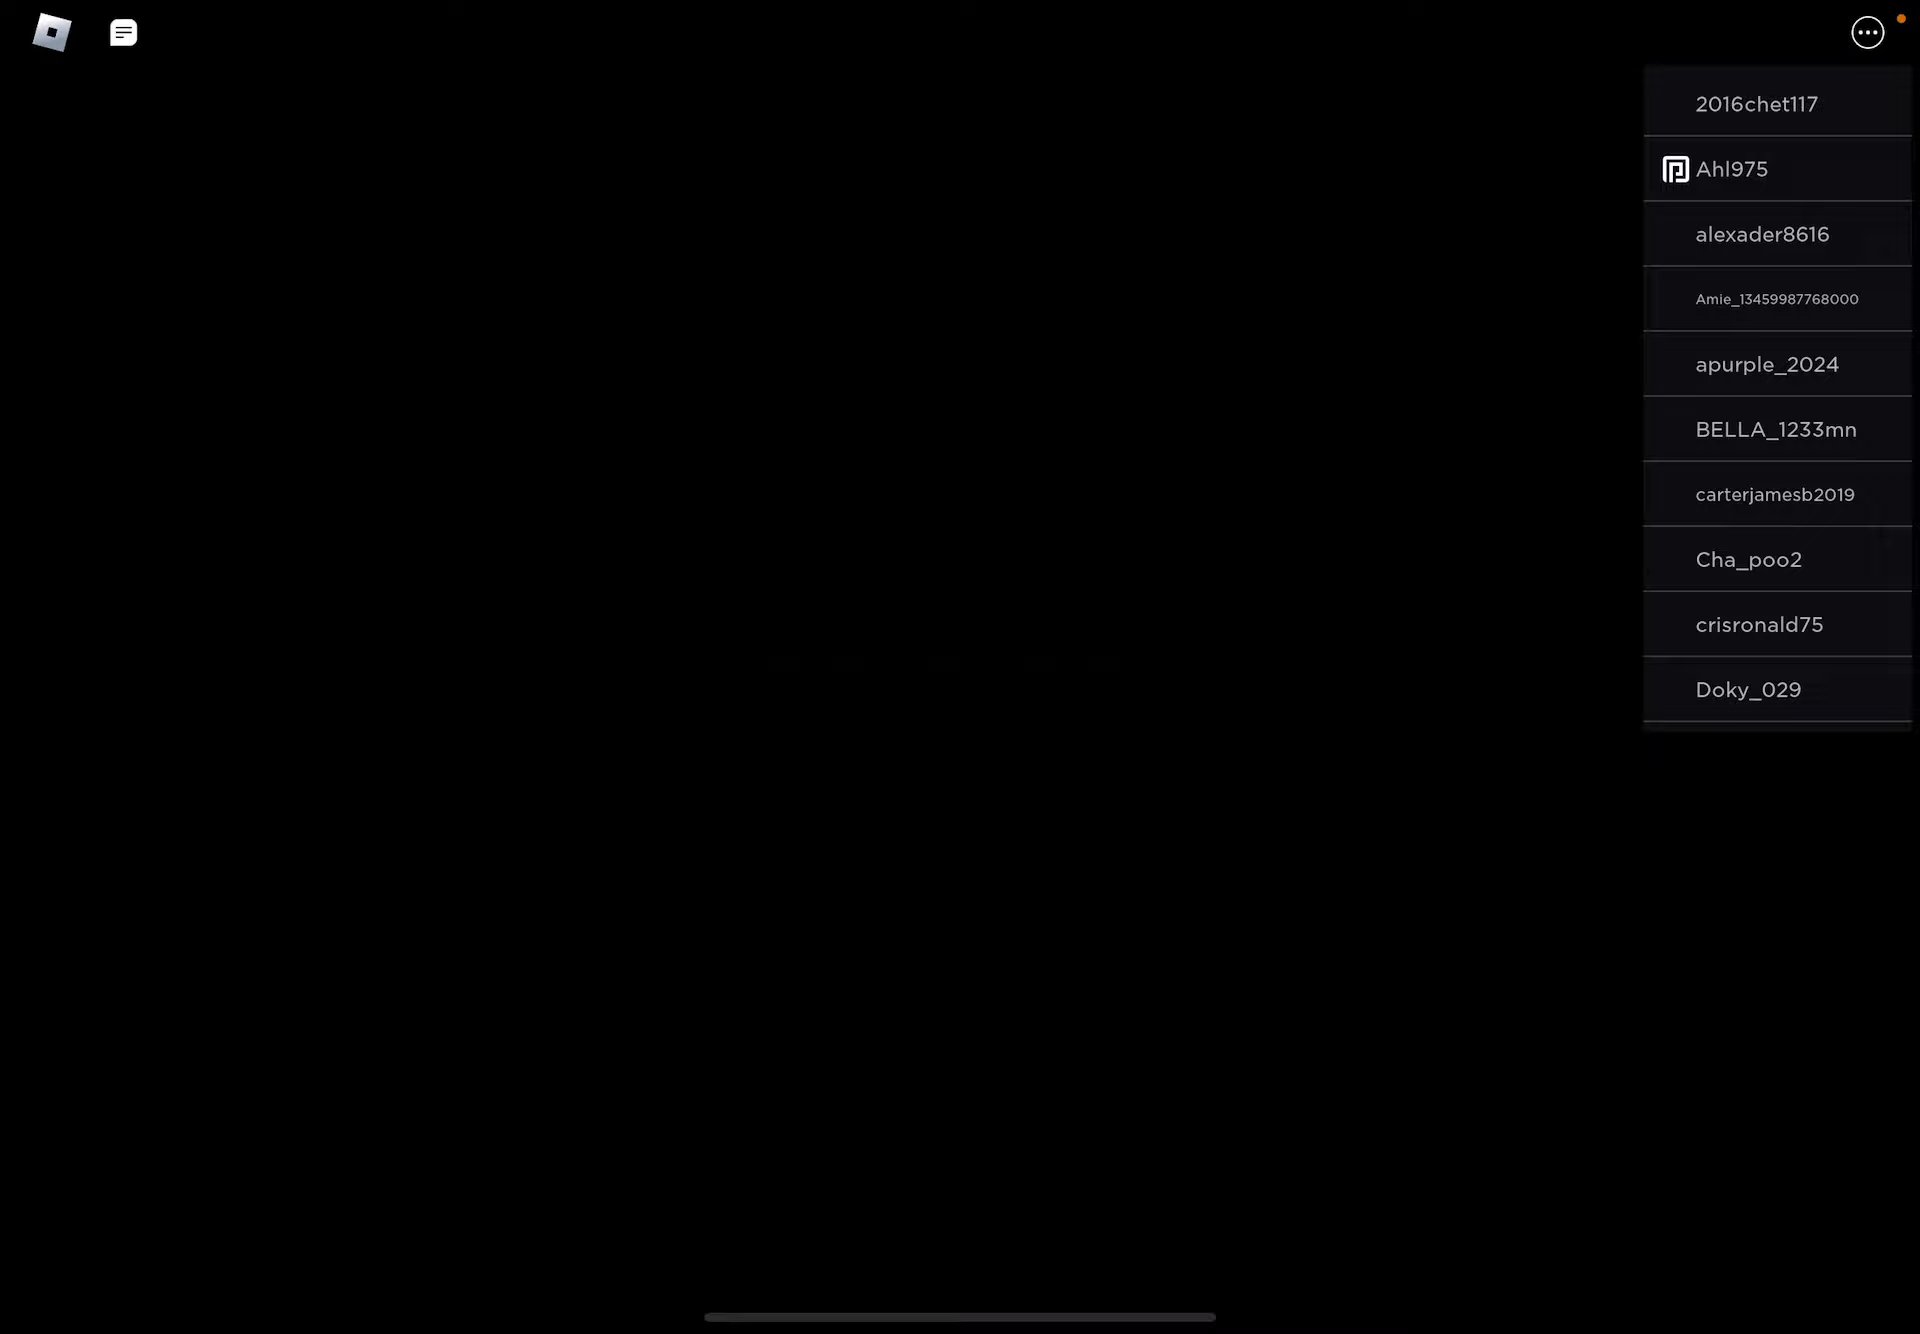 2016chet117
Ahl975
alexader8616
Amie_13459987768000
apurple_2024
BELLA_1233mn
carterjamesb2019
Cha_poo2
crisronald75
Doky_029